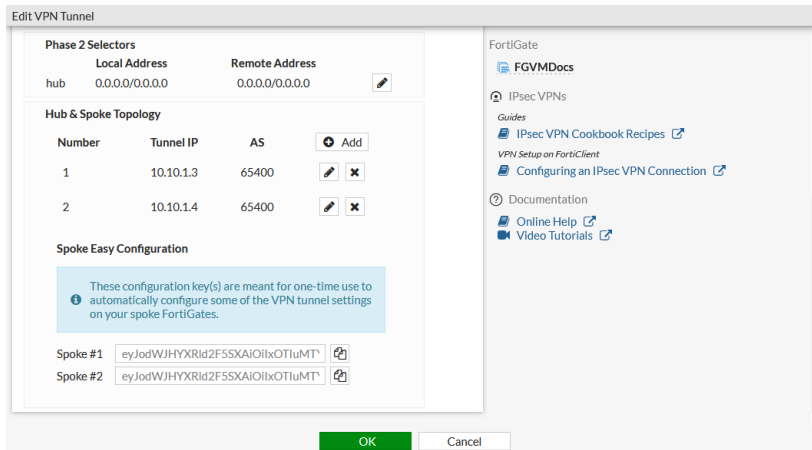 Edit VPN Tunnel
Phase 2 Selectors
Local Address Remote Address
hub 0.0.0.0/0.0.0.0 0.0.0.0/0.0.0.0
Hub & Spoke Topology
Number Tunnel IP AS Add
1 10.10.1.3 65400
2 10.10.1.4 65400
Spoke Easy Configuration
These configuration key(s) are meant for one-time use to
automatically configure some of the VPN tunnel settings
on your spoke FortiGates.
Spoke #1
Spoke #2
OK Cancel
FortiGate
FGVMDocs
IPsec VPNs
Guides
IPsec VPN Cookbook Recipes
VPN Setup on FortiClient
Configuring an IPsec VPN Connection
Documentation
Online Help
Video Tutorials